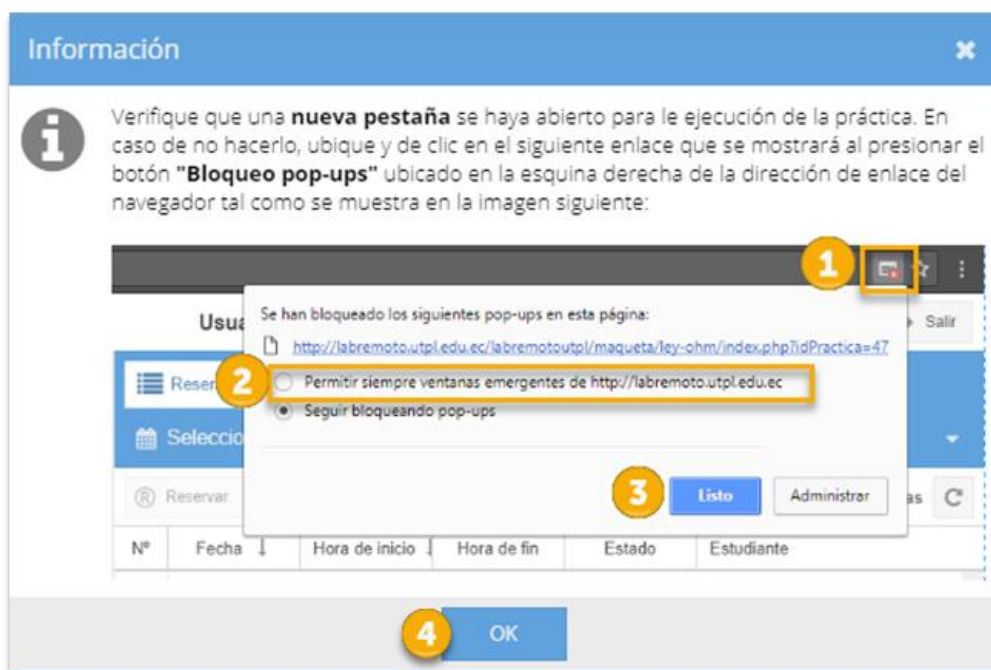 Información
Verifique que una nueva pestaña se haya abierto para le ejecución de la práctica. En
caso de no hacerlo, ubique y de clic en el siguiente enlace que se mostrará al presionar el
botón "Bloqueo pop-ups" ubicado en la esquina derecha de la dirección de enlace del
navegador tal como se muestra en la imagen siguiente:
1
Usua
Salir
Se han bloqueado los siguientes pop-ups en esta página:
http://labremoto.utpl.edu.ec/labremotoutpl/maqueta/ley-ohm/index.php?idPractica=47
Reser
2
Permitir siempre ventanas emergentes de http://labremoto.utpl.edu.ec
Seguir bloqueando pop-ups
Seleccio
Reservar
3
Listo
Administrar
as
Nº Fecha Hora de inicio Hora de fin Estado Estudiante
4
OK